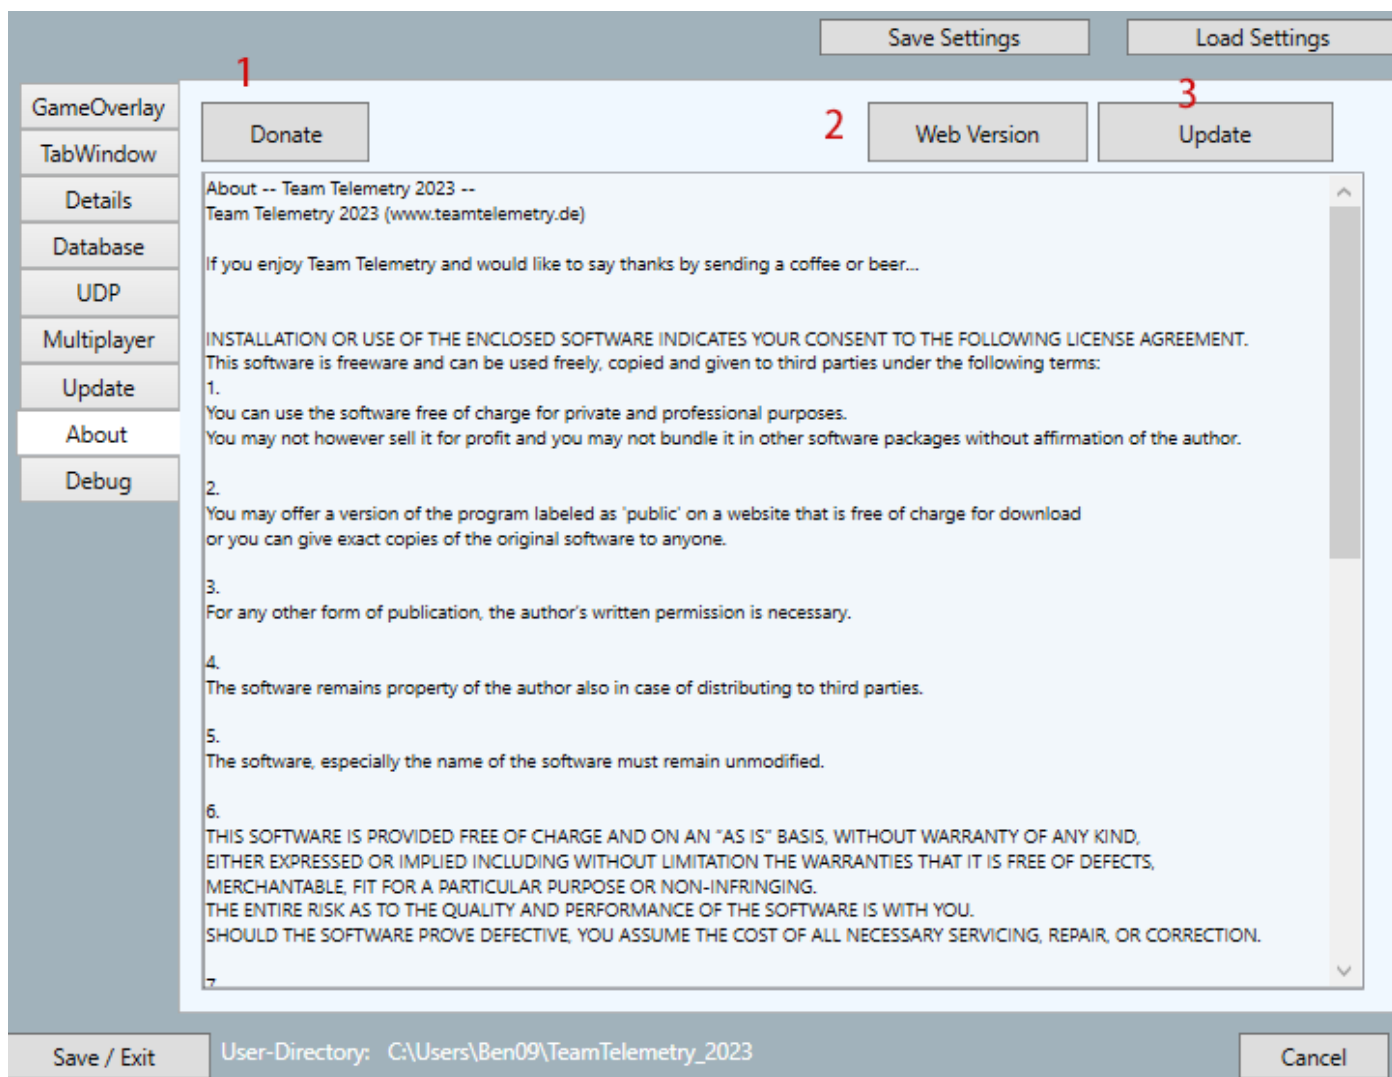 Save Settings
Load Settings
1
GameOverlay
TabWindow
Details
Database
UDP
Multiplayer
Update
About
Debug
Donate
2
Web Version
3
Update
About -- Team Telemetry 2023 --
Team Telemetry 2023 (www.teamtelemetry.de)
If you enjoy Team Telemetry and would like to say thanks by sending a coffee or beer...
INSTALLATION OR USE OF THE ENCLOSED SOFTWARE INDICATES YOUR CONSENT TO THE FOLLOWING LICENSE AGREEMENT.
This software is freeware and can be used freely, copied and given to third parties under the following terms:
1.
You can use the software free of charge for private and professional purposes.
You may not however sell it for profit and you may not bundle it in other software packages without affirmation of the author.
2.
You may offer a version of the program labeled as 'public' on a website that is free of charge for download
or you can give exact copies of the original software to anyone.
3.
For any other form of publication, the author's written permission is necessary.
4.
The software remains property of the author also in case of distributing to third parties.
5.
The software, especially the name of the software must remain unmodified.
6.
THIS SOFTWARE IS PROVIDED FREE OF CHARGE AND ON AN “AS IS” BASIS, WITHOUT WARRANTY OF ANY KIND,
EITHER EXPRESSED OR IMPLIED INCLUDING WITHOUT LIMITATION THE WARRANTIES THAT IT IS FREE OF DEFECTS,
MERCHANTABLE, FIT FOR A PARTICULAR PURPOSE OR NON-INFRINGING.
THE ENTIRE RISK AS TO THE QUALITY AND PERFORMANCE OF THE SOFTWARE IS WITH YOU.
SHOULD THE SOFTWARE PROVE DEFECTIVE, YOU ASSUME THE COST OF ALL NECESSARY SERVICING, REPAIR, OR CORRECTION.
7
Save / Exit
User-Directory: C:\Users\Ben09\TeamTelemetry_2023
Cancel